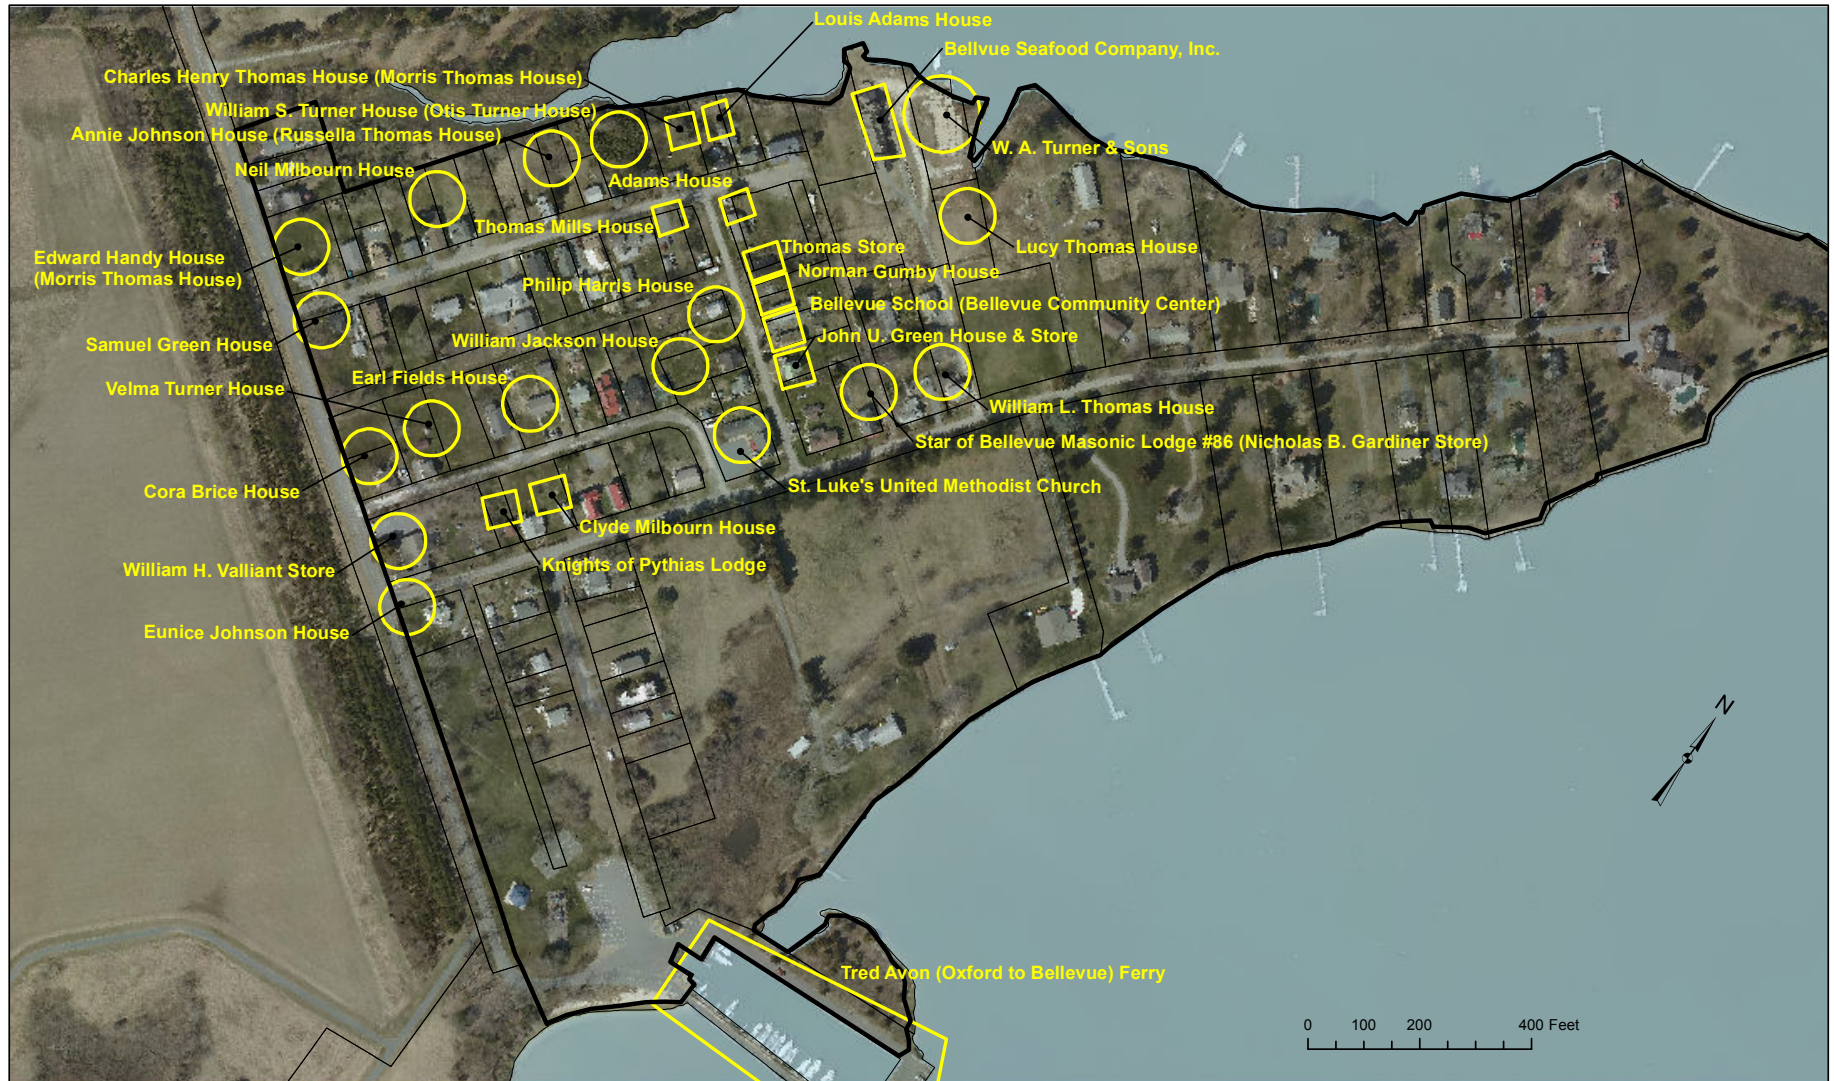 Louis Adams House
Bellvue Seafood Company, Inc.
Charles Henry Thomas House (Morris Thomas House)
William S. Turner House (Otis Turner House)
Annie Johnson House (Russella Thomas House)
W. A. Turner & Sons
Neil Milbourn House
Adams House
Thomas Mills House
Thomas Store
Lucy Thomas House
Edward Handy House
(Morris Thomas House)
Norman Gumby House
Philip Harris House
Bellevue School (Bellevue Community Center)
Samuel Green House
William Jackson House
John U. Green House & Store
Velma Turner House
Earl Fields House
William L. Thomas House
Star of Bellevue Masonic Lodge #86 (Nicholas B. Gardiner Store)
Cora Brice House
St. Luke's United Methodist Church
Clyde Milbourn House
William H. Valliant Store
Knights of Pythias Lodge
Eunice Johnson House
N
Tred Avon (Oxford to Bellevue) Ferry
0 100 200 400 Feet